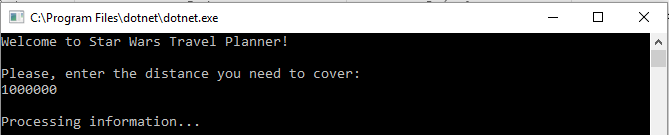 C:\Program Files\dotnet\dotnet.exe
Welcome to Star Wars Travel Planner!
Please, enter the distance you need to cover:
1000000
Processing information...